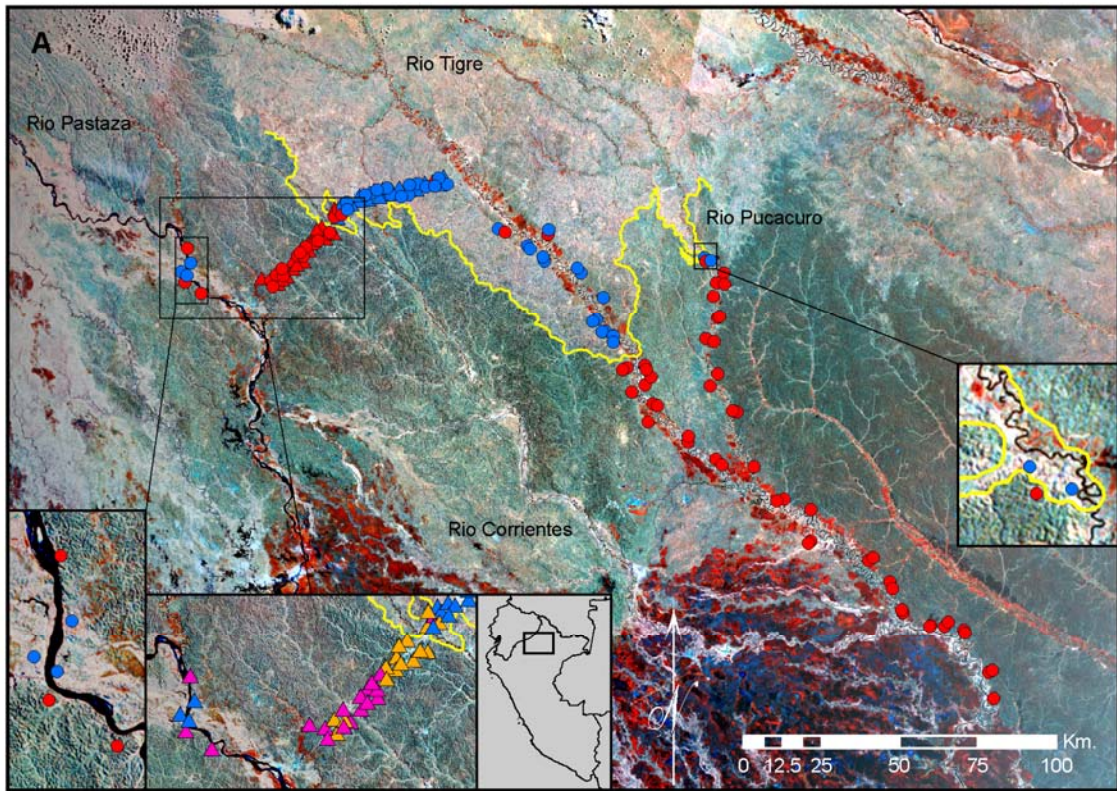 A
Rio Tigre
Rio Pastaza
Rio Pucacuro
Rio Corrientes
Km.
0 12.5 25 50 75 100